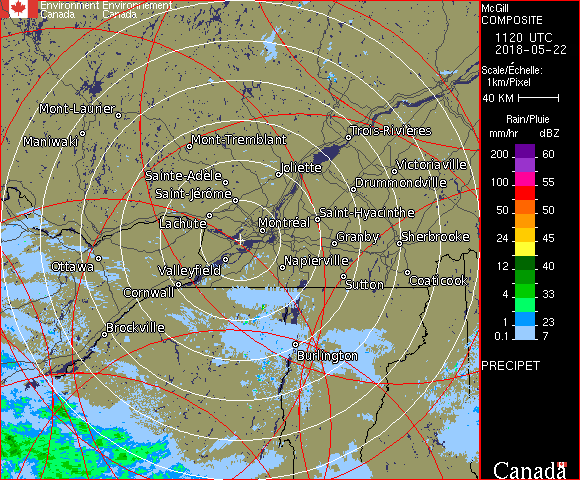 Environment Environnement
Canada Canada
McGill
COMPOSITE
1120 UTC
2018-05-22
Scale/Échelle:
1km/Pixel
40 KM
Rain/Pluie
mm/hr dBZ
200 60
100 55
50 50
24 45
12 40
4 33
1 23
0.1 7
PRECIPET
Mont-Laurier
Maniwaki
Mont-Tremblant
Trois-Rivières
Joliette
Victoriaville
Sainte-Adèle
Drummondville
Saint-Jérôme
Saint-Hyacinthe
Lachute
Montréal
Granby
Sherbrooke
Ottawa
Valleyfield
Napierville
Cornwall
Sutton
Coaticook
Brockville
Burlington
Canada